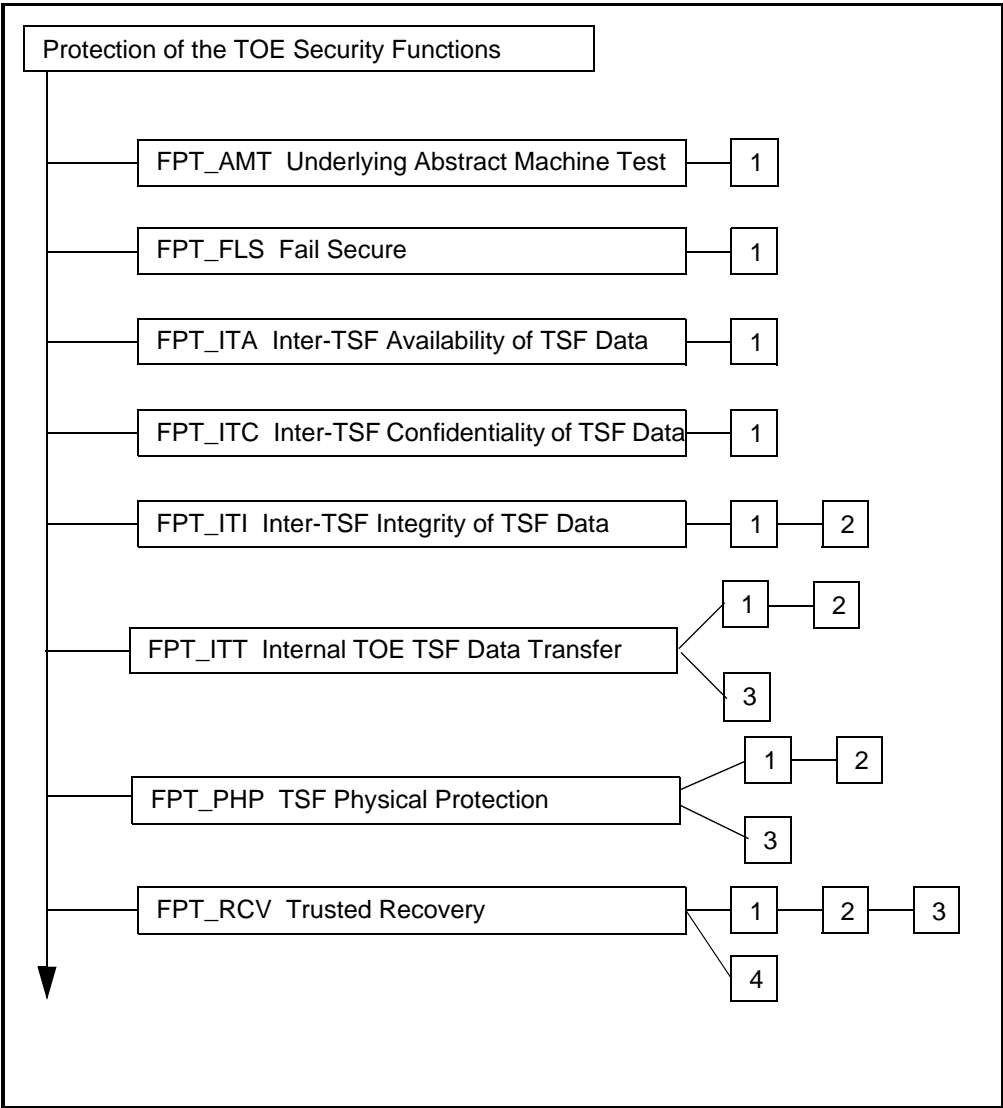 Protection of the TOE Security Functions
FPT_AMT Underlying Abstract Machine Test 1
FPT_FLS Fail Secure 1
FPT_ITA Inter-TSF Availability of TSF Data 1
FPT_ITC Inter-TSF Confidentiality of TSF Data 1
FPT_ITI Inter-TSF Integrity of TSF Data 1 2
1 2
FPT_ITT Internal TOE TSF Data Transfer
3
1 2
FPT_PHP TSF Physical Protection
3
FPT_RCV Trusted Recovery 1 2 3
4